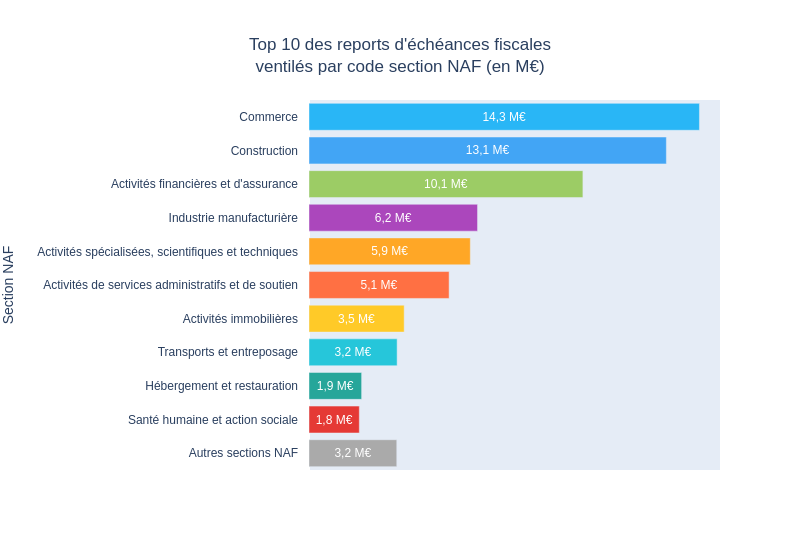 Top 10 des reports d'échéances fiscales
ventilés par code section NAF (en M€)
Section NAF
Commerce 14,3 M€
Construction 13,1 M€
Activités financières et d'assurance 10,1 M€
Industrie manufacturière 6,2 M€
Activités spécialisées, scientifiques et techniques 5,9 M€
Activités de services administratifs et de soutien 5,1 M€
Activités immobilières 3,5 M€
Transports et entreposage 3,2 M€
Hébergement et restauration 1,9 M€
Santé humaine et action sociale 1,8 M€
Autres sections NAF 3,2 M€